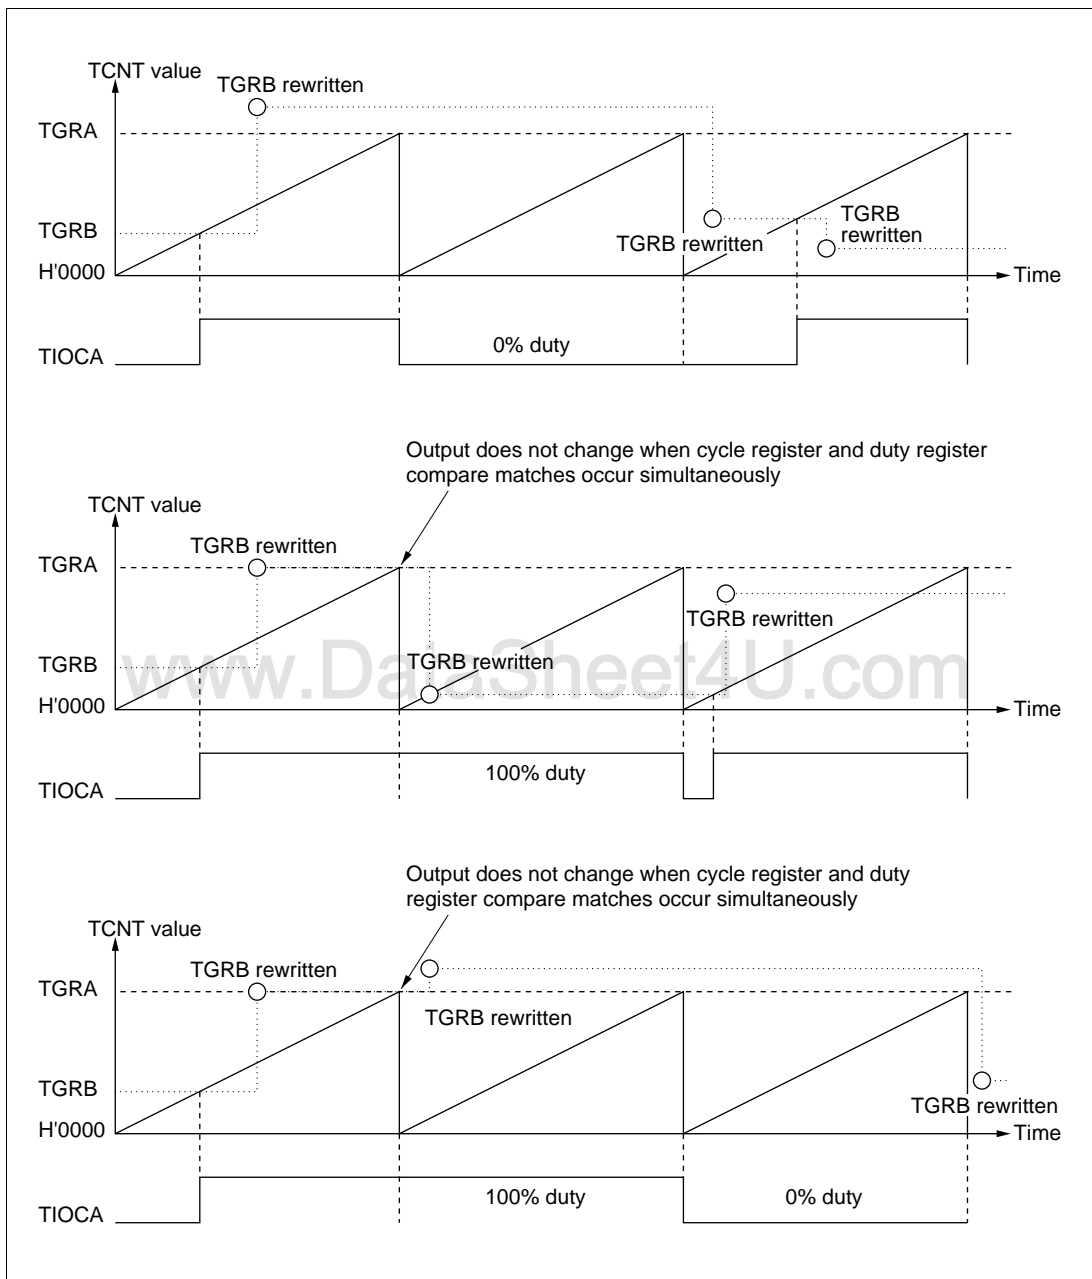 TCNT value
TGRB rewritten
TGRA
TGRB
rewritten
TGRB
TGRB rewritten
H'0000
Time
0% duty
TIOCA
Output does not change when cycle register and duty register
compare matches occur simultaneously
TCNT value
TGRB rewritten
TGRA
TGRB rewritten
TGRB
TGRB rewritten
www.DataSheet4U.com
H'0000
Time
100% duty
TIOCA
Output does not change when cycle register and duty
register compare matches occur simultaneously
TCNT value
TGRB rewritten
TGRA
TGRB rewritten
TGRB
TGRB rewritten
H'0000
Time
100% duty
0% duty
TIOCA